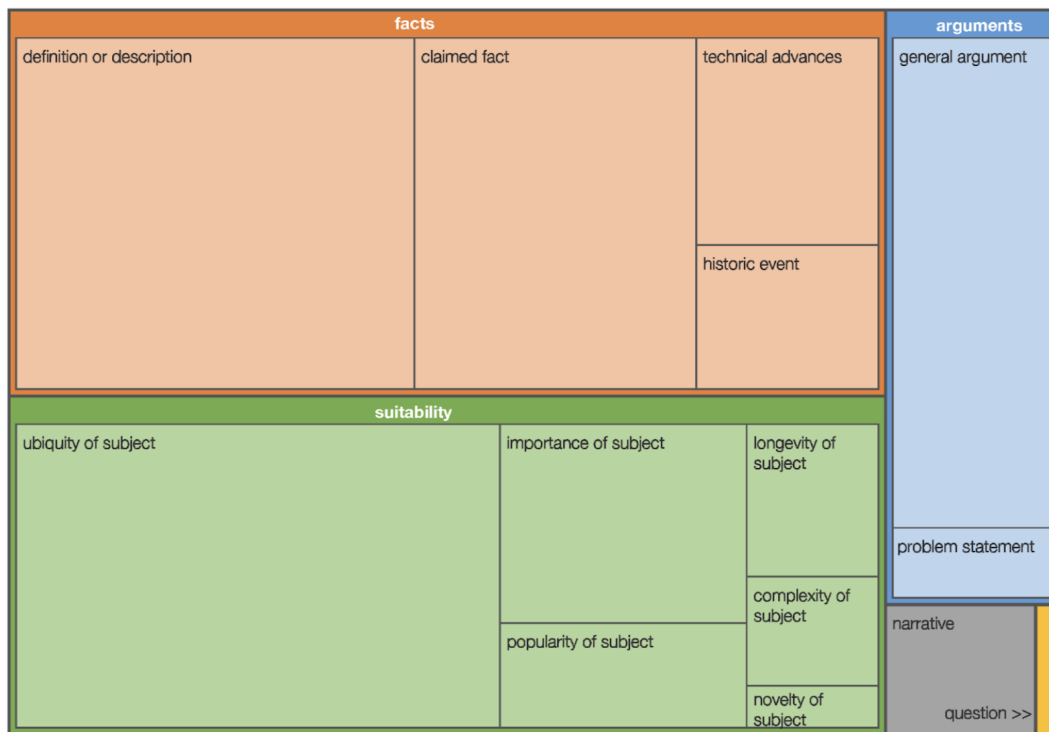 facts
definition or description
claimed fact
technical advances
historic event
suitability
ubiquity of subject
importance of subject
popularity of subject
longevity of
subject
complexity of
subject
novelty of
subject
arguments
general argument
problem statement
narrative
question >>